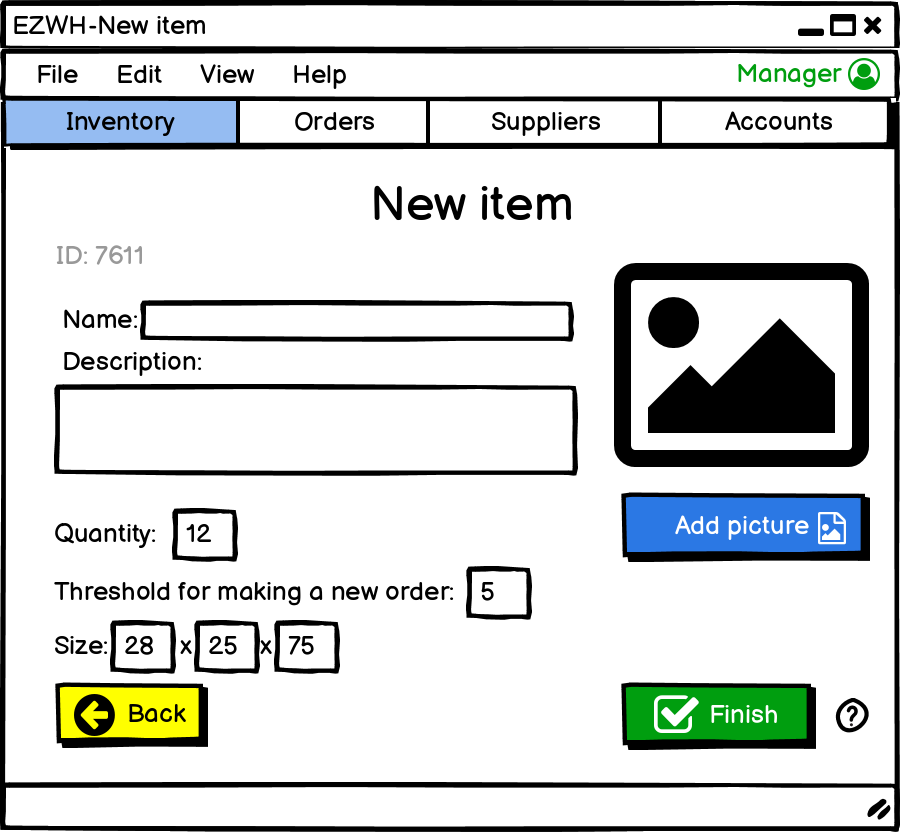 EZWH-New item
File Edit View Help Manager
Inventory Orders Suppliers Accounts
New item
ID: 7611
Name:
Description:
Add picture
Quantity: 12
Threshold for making a new order: 5
Size: 28 x 25 x 75
Back Finish ?